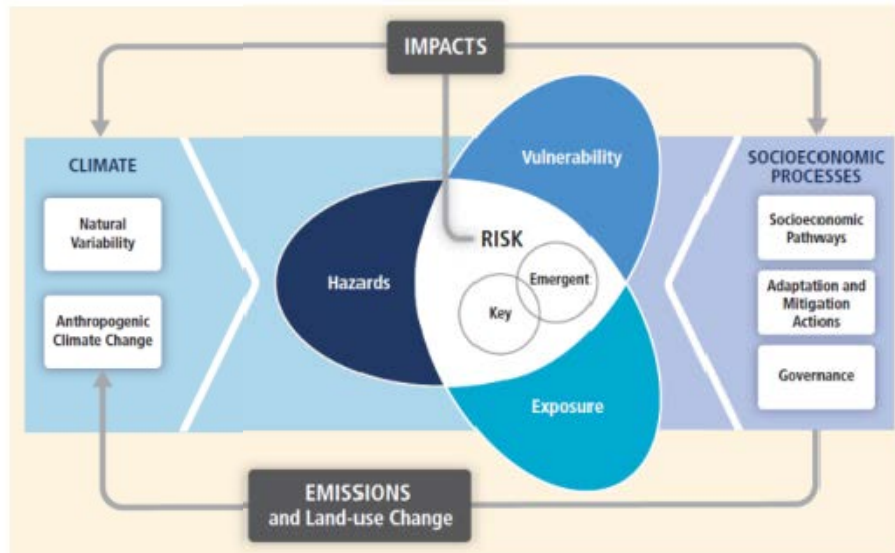 IMPACTS
CLIMATE
Natural
Variability
Anthropogenic
Climate Change
Vulnerability
Hazards
RISK
Emergent
Key
Exposure
SOCIOECONOMIC
PROCESSES
Socioeconomic
Pathways
Adaptation and
Mitigation
Actions
Governance
EMISSIONS
and Land-use Change